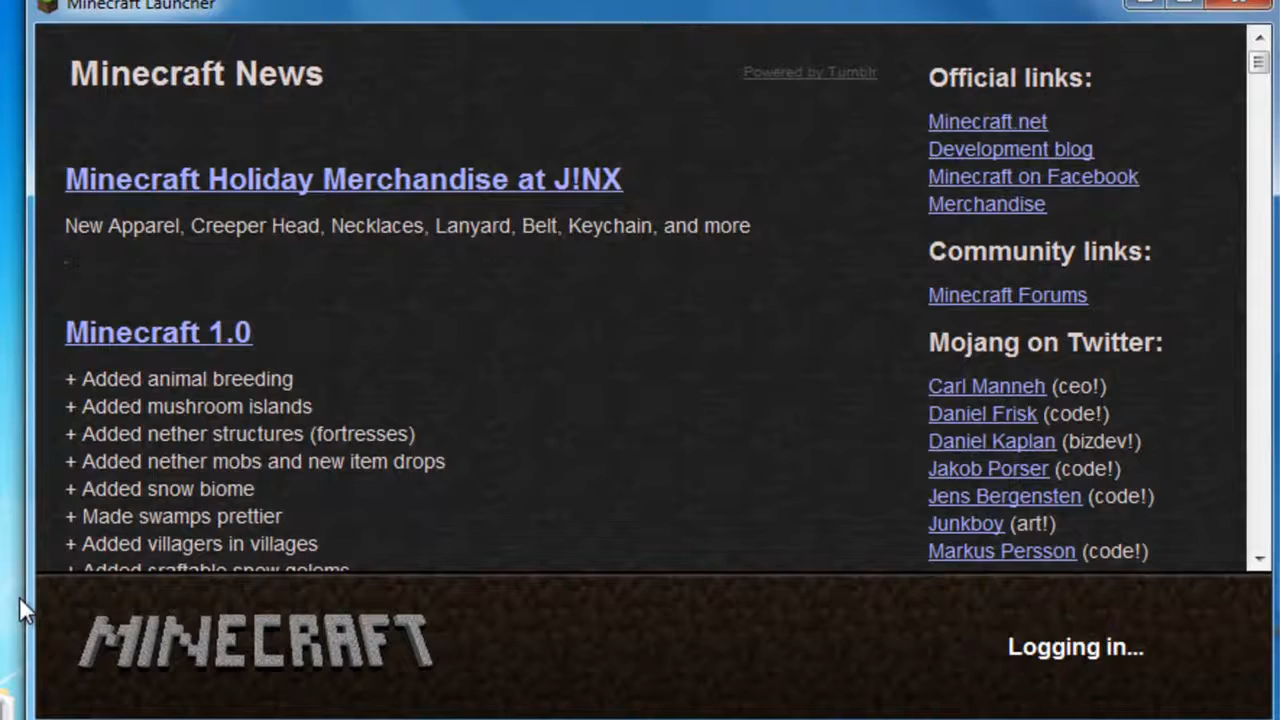 Minecraft Launcher
Minecraft News
Powered by Tumblr
Minecraft Holiday Merchandise at J!NX
New Apparel, Creeper Head, Necklaces, Lanyard, Belt, Keychain, and more
Minecraft 1.0
+ Added animal breeding
+ Added mushroom islands
+ Added nether structures (fortresses)
+ Added nether mobs and new item drops
+ Added snow biome
+ Made swamps prettier
+ Added villagers in villages
+ Added craftable snow golems
Official links:
Minecraft.net
Development blog
Minecraft on Facebook
Merchandise
Community links:
Minecraft Forums
Mojang on Twitter:
Carl Manneh (ceo!)
Daniel Frisk (code!)
Daniel Kaplan (bizdev!)
Jakob Porser (code!)
Jens Bergensten (code!)
Junkboy (art!)
Markus Persson (code!)
MINECRAFT
Logging in...